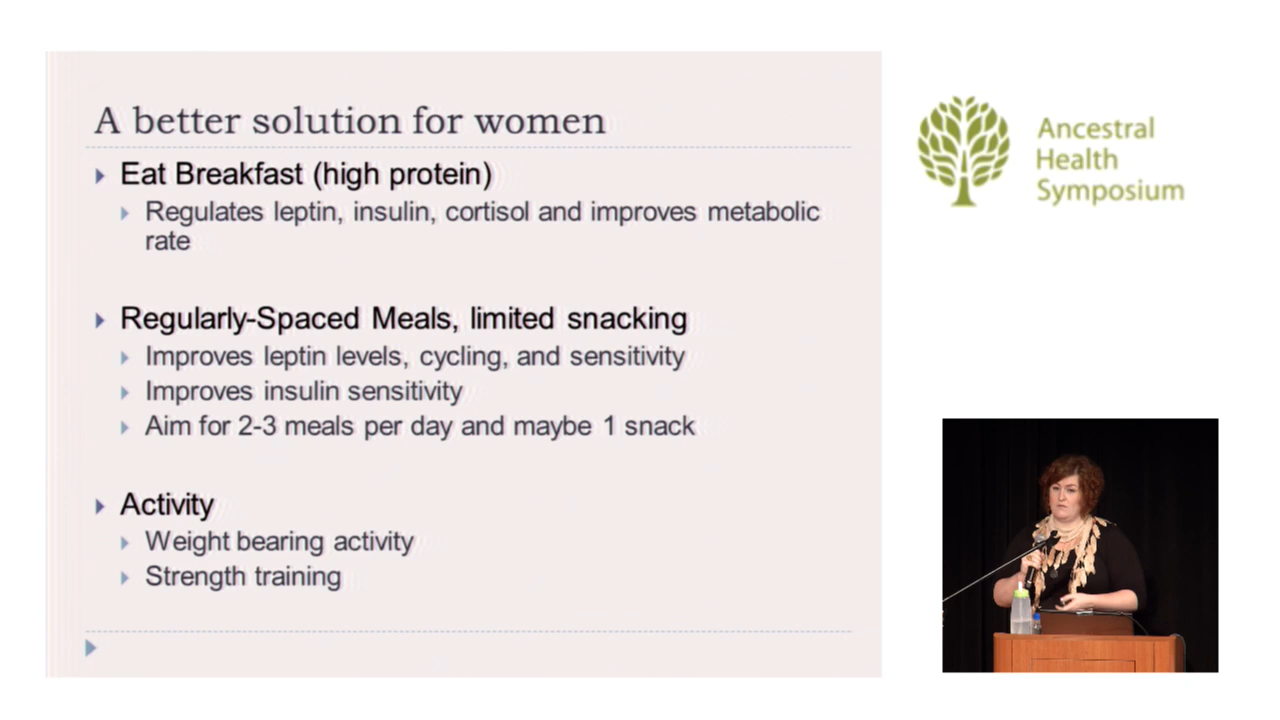 A better solution for women
Eat Breakfast (high protein)
Regulates leptin, insulin, cortisol and improves metabolic
rate
Regularly-Spaced Meals, limited snacking
Improves leptin levels, cycling, and sensitivity
Improves insulin sensitivity
Aim for 2-3 meals per day and maybe 1 snack
Activity
Weight bearing activity
Strength training
Ancestral
Health
Symposium